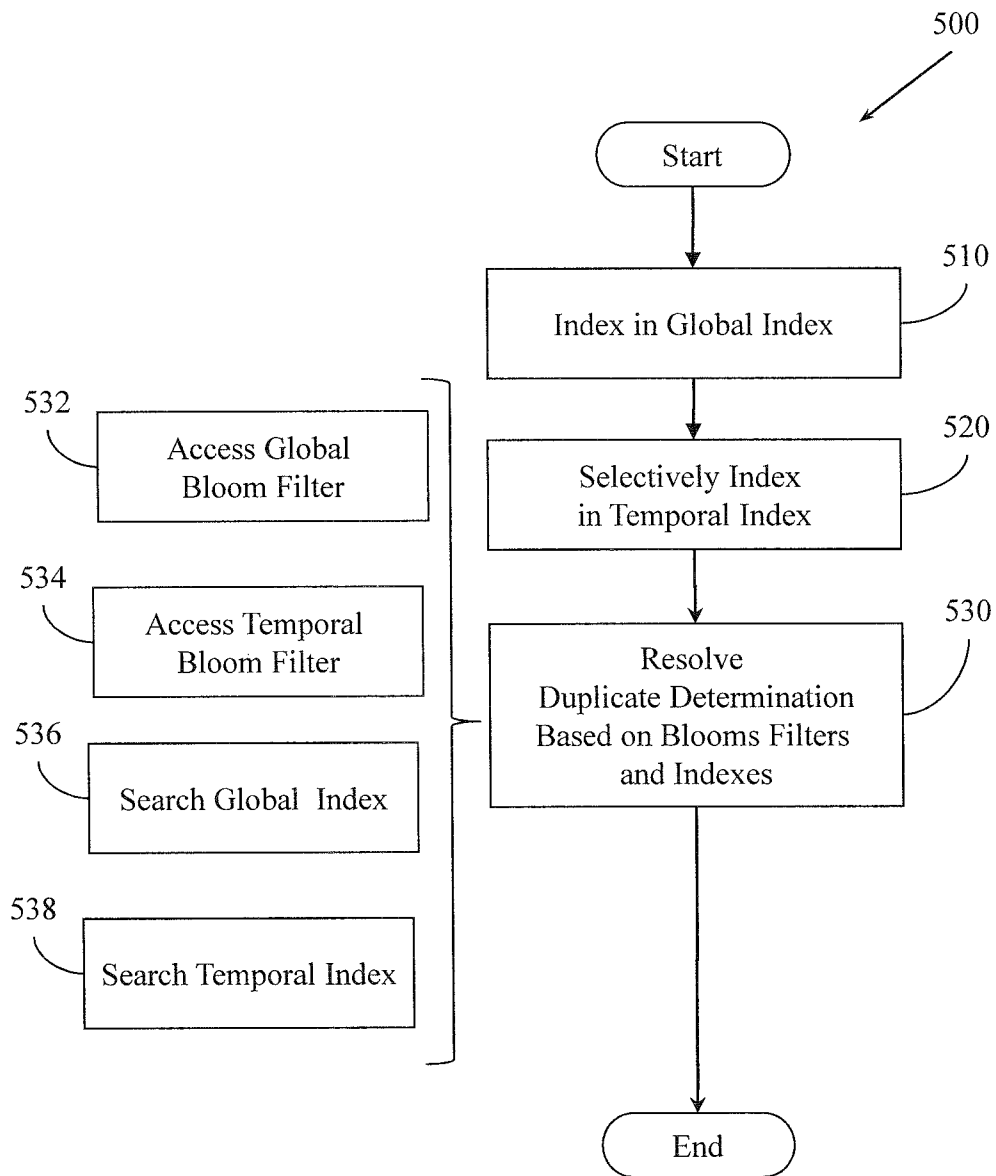 500
Start
510
Index in Global Index
532
Access Global
Bloom Filter
520
Selectively Index
in Temporal Index
534
Access Temporal
Bloom Filter
530
Resolve
Duplicate Determination
Based on Blooms Filters
and Indexes
536
Search Global Index
538
Search Temporal Index
End